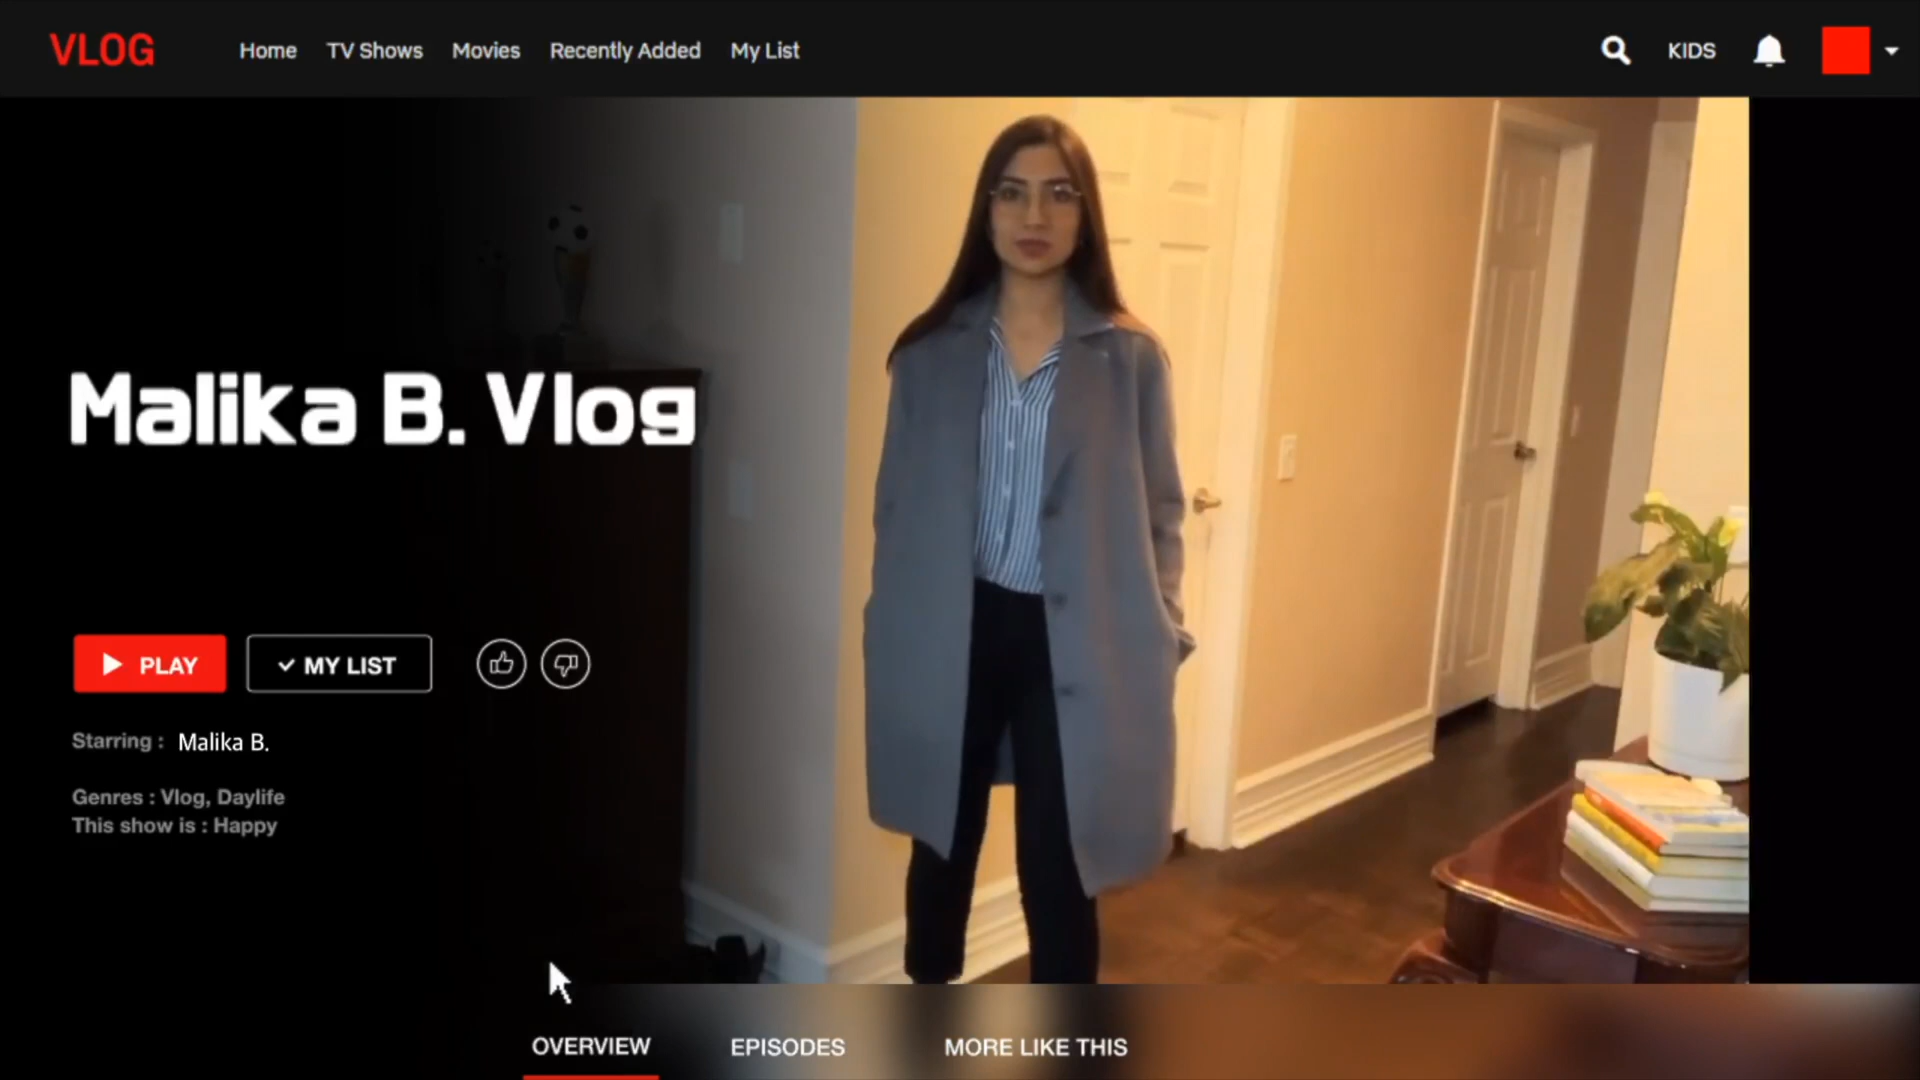 VLOG
Home TV Shows Movies Recently Added My List
KIDS
Malika B. Vlog
PLAY
MY LIST
Starring : Malika B.
Genres : Vlog, Daylife
This show is : Happy
OVERVIEW EPISODES MORE LIKE THIS